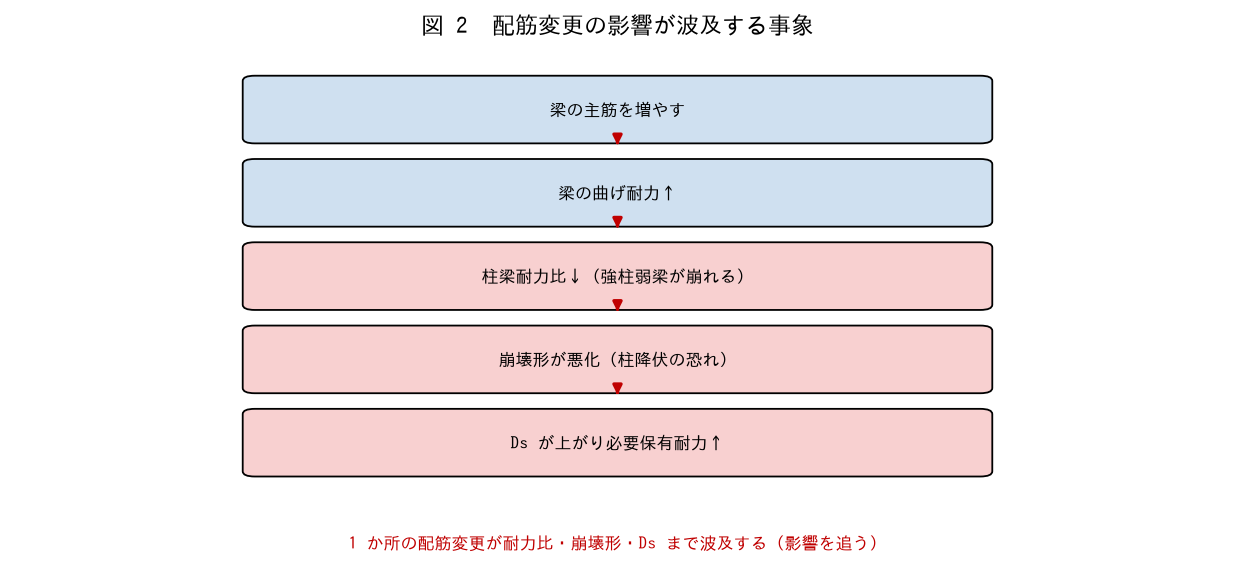 図 2　配筋変更の影響が波及する事象
梁の主筋を増やす
梁の曲げ耐力↑
柱梁耐力比↓（強柱弱梁が崩れる）
崩壊形が悪化（柱降伏の恐れ）
Ds が上がり必要保有耐力↑
1 か所の配筋変更が耐力比・崩壊形・Ds まで波及する（影響を追う）